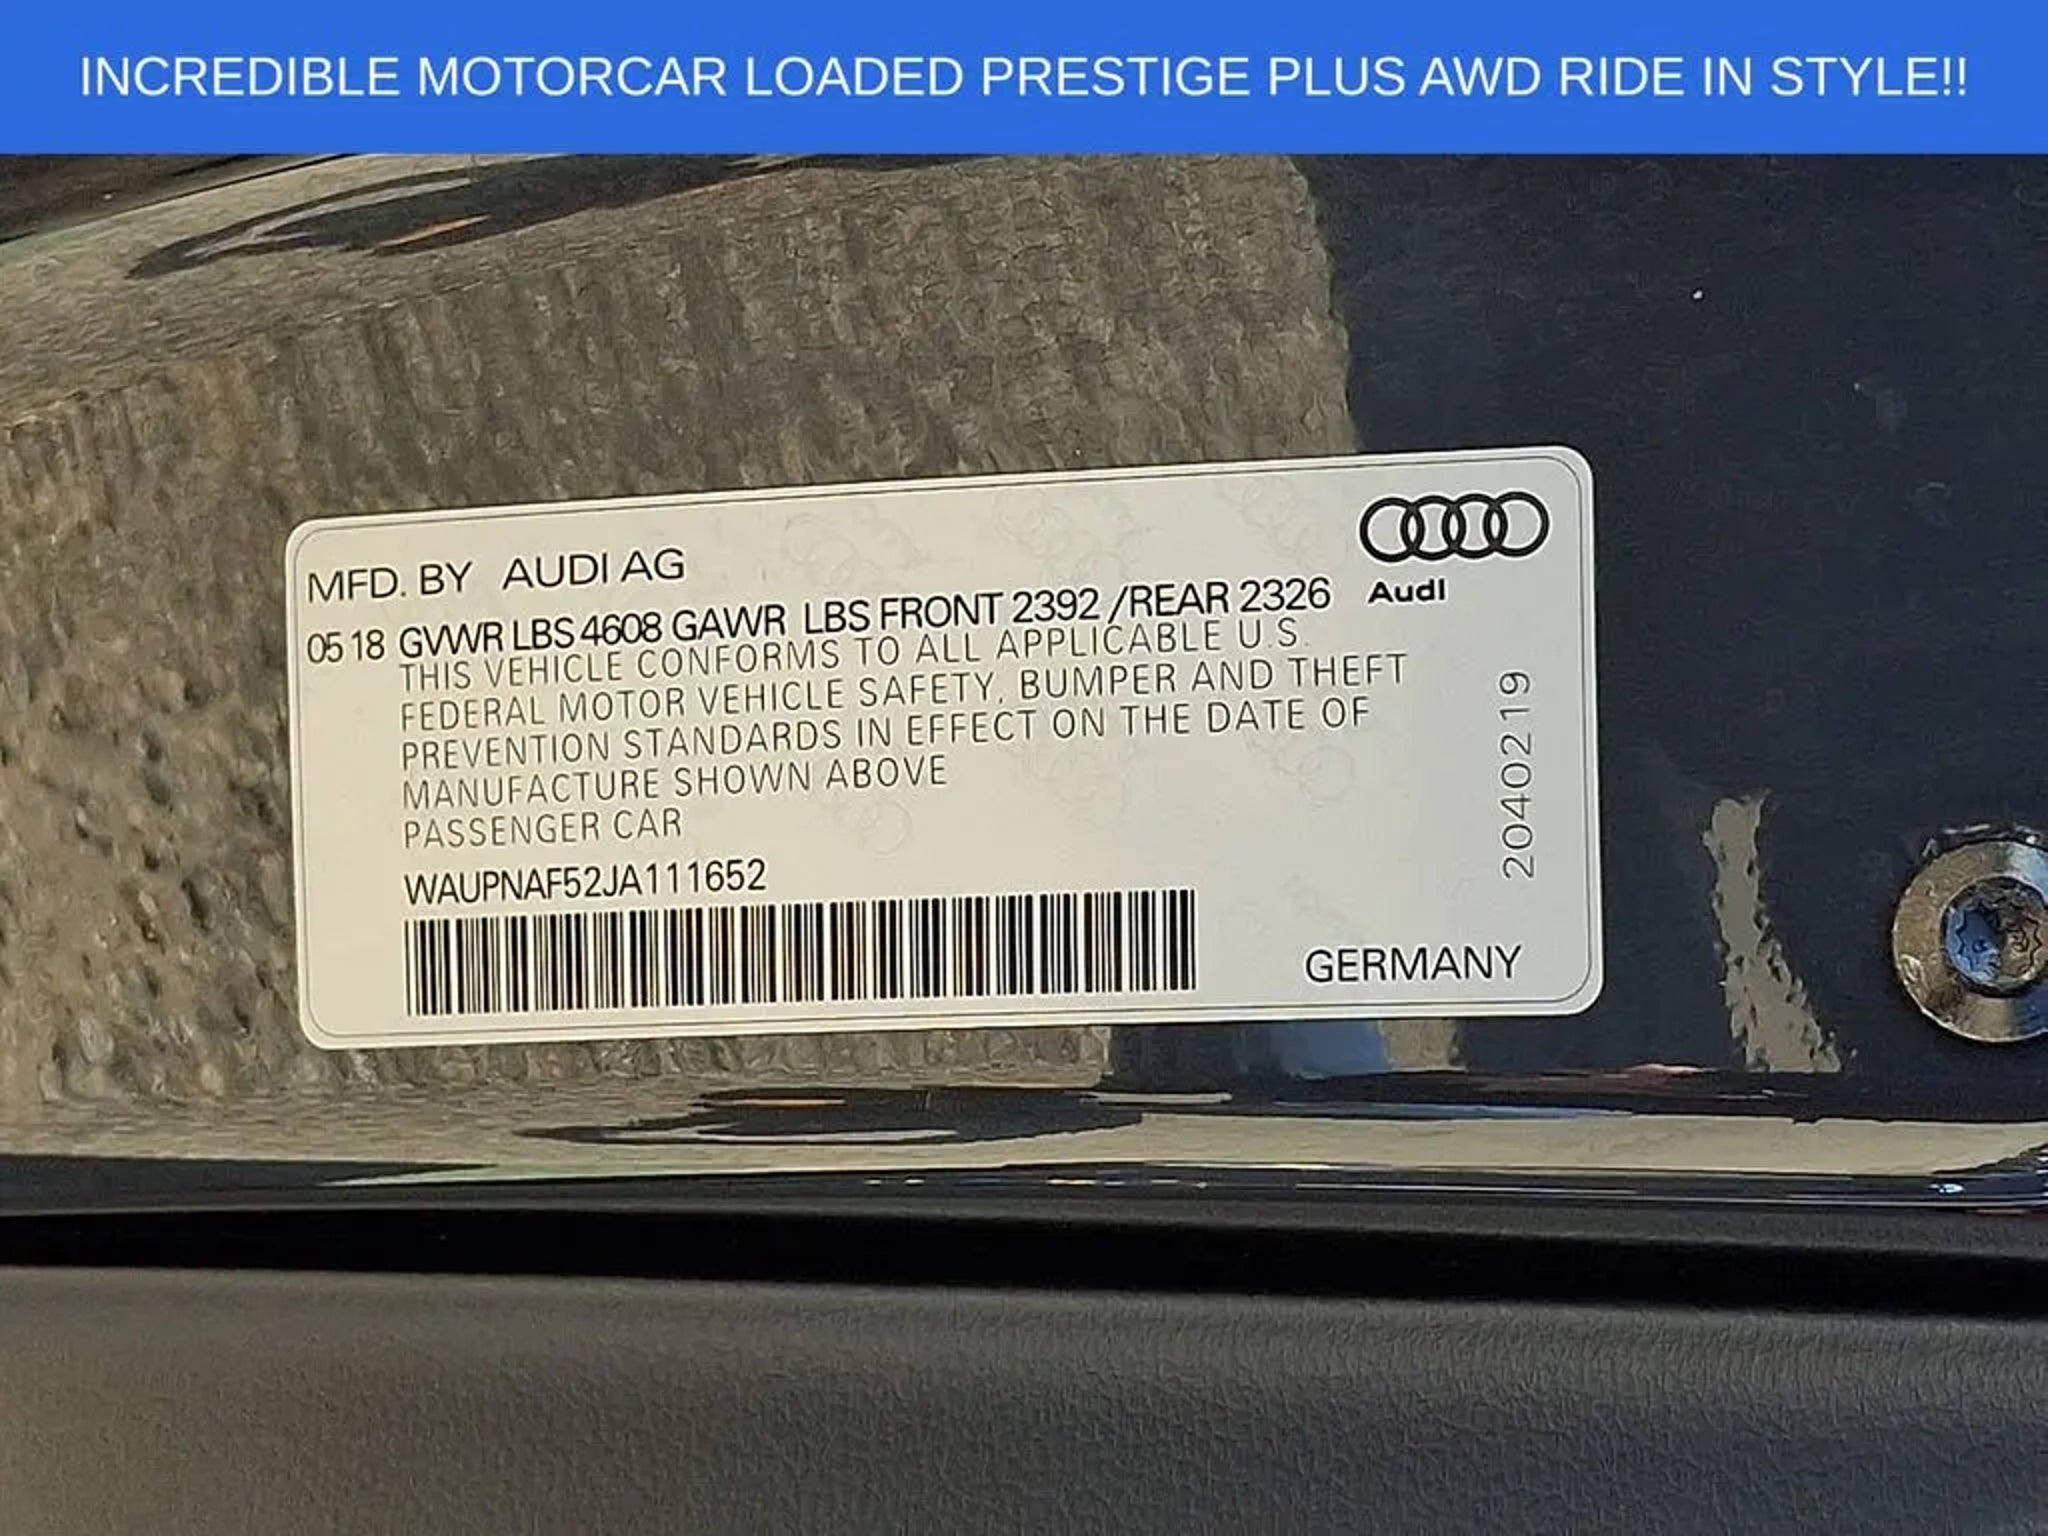 INCREDIBLE MOTORCAR LOADED PRESTIGE PLUS AWD RIDE IN STYLE!!
MFD. BY AUDI AG
Audi
05 18 GVWR LBS 4608 GAWR LBS FRONT 2392 /REAR 2326
THIS VEHICLE CONFORMS TO ALL APPLICABLE U.S.
FEDERAL MOTOR VEHICLE SAFETY, BUMPER AND THEFT
PREVENTION STANDARDS IN EFFECT ON THE DATE OF
MANUFACTURE SHOWN ABOVE
PASSENGER CAR
WAUPNAF52JA111652
20402219
GERMANY